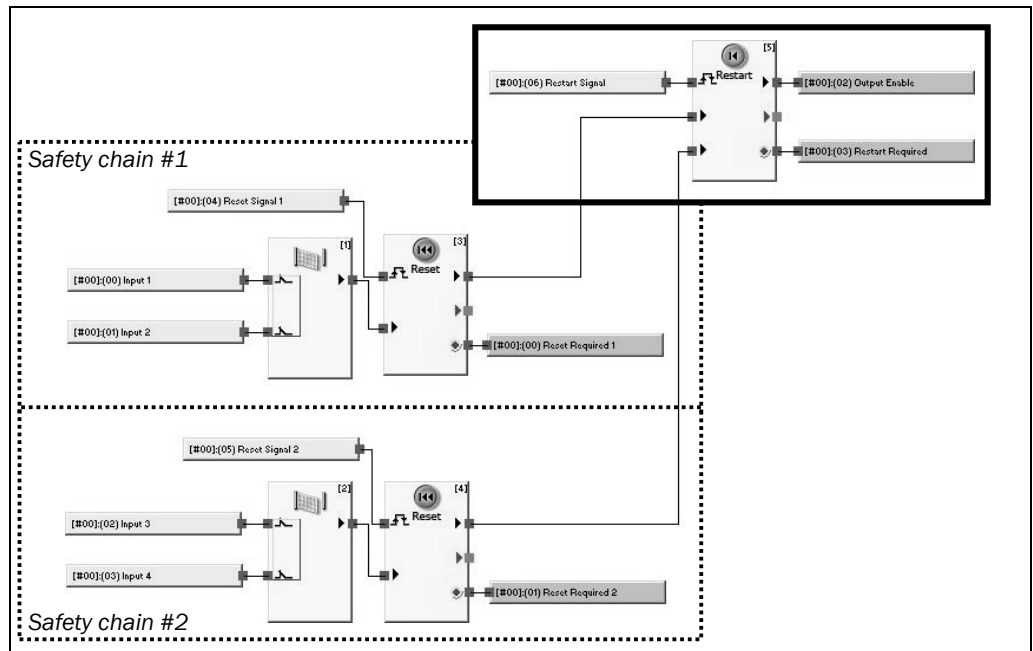 [5]
Restart
[#00]:(06) Restart Signal
[#00]:(02) Output Enable
[#00]:(03) Restart Required
Safety chain #1
[#00]:(04) Reset Signal 1
[1]
[3]
Reset
[#00]:(00) Input 1
[#00]:(01) Input 2
[#00]:(00) Reset Required 1
[#00]:(05) Reset Signal 2
[2]
[4]
Reset
[#00]:(02) Input 3
[#00]:(03) Input 4
[#00]:(01) Reset Required 2
Safety chain #2